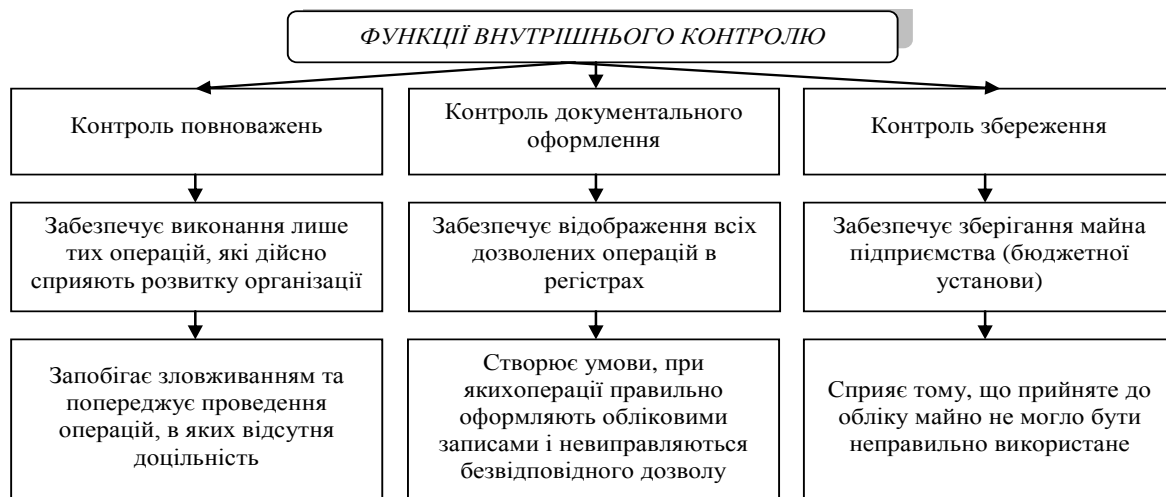 ФУНКЦІЇ ВНУТРІШНЬОГО КОНТРОЛЮ
Контроль повноважень
Контроль документального
оформлення
Контроль збереження
Забезпечує виконання лише
тих операцій, які дійсно
сприяють розвитку організації
Забезпечує відображення всіх
дозволених операцій в
регістрах
Забезпечує зберігання майна
підприємства (бюджетної
установи)
Запобігає зловживанням та
попереджує проведення
операцій, в яких відсутня
доцільність
Створює умови, при
якихоперації правильно
оформляють обліковими
записами і невиправляються
безвідповідного дозволу
Сприяє тому, що прийняте до
обліку майно не могло бути
неправильно використане